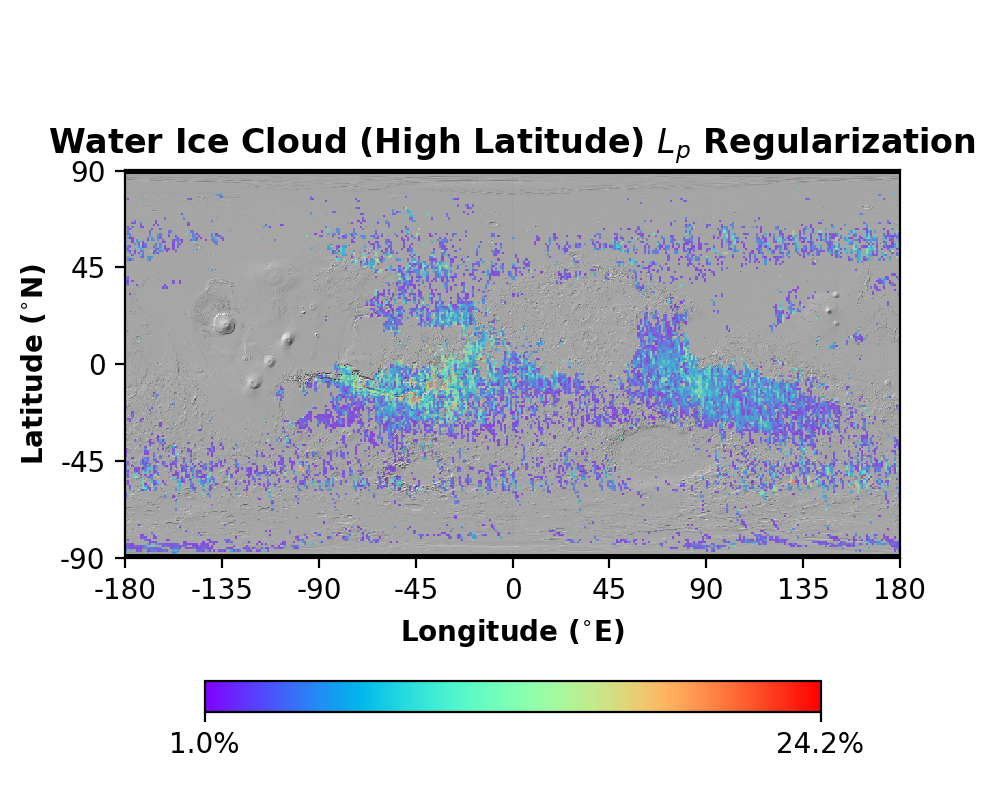 Water Ice Cloud (High Latitude) Lp Regularization
90
45
0
-45
-90
Latitude (°N)
-180 -135 -90 -45 0 45 90 135 180
Longitude (°E)
1.0% 24.2%